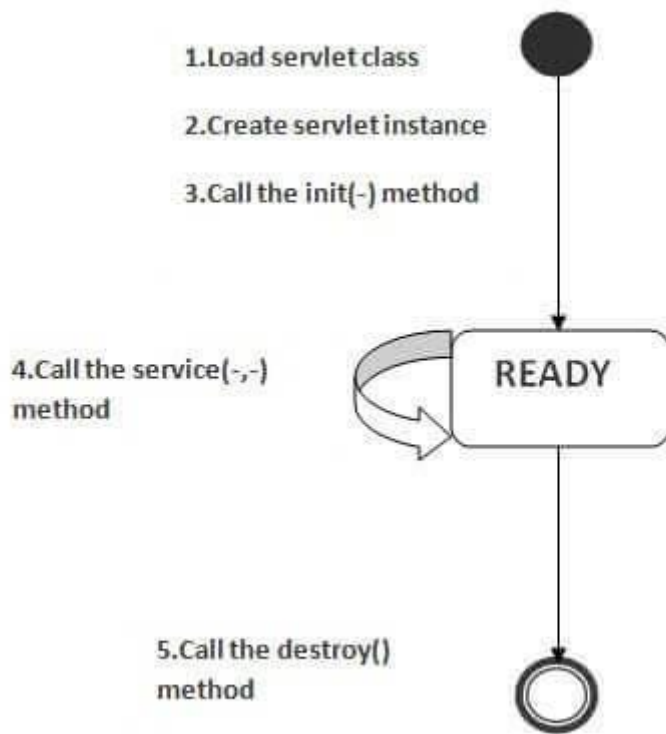 1.Load servlet class
2.Create servlet instance
3.Call the init(-) method
READY
4.Call the service(-,-)
method
5.Call the destroy()
method